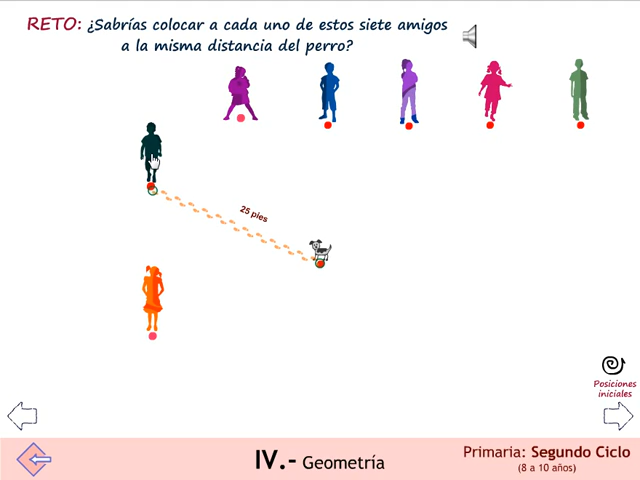 RETO: ¿Sabrías colocar a cada uno de estos siete amigos
a la misma distancia del perro?
25 pies
Posiciones
iniciales
IV.- Geometría
Primaria: Segundo Ciclo
(8 a 10 años)